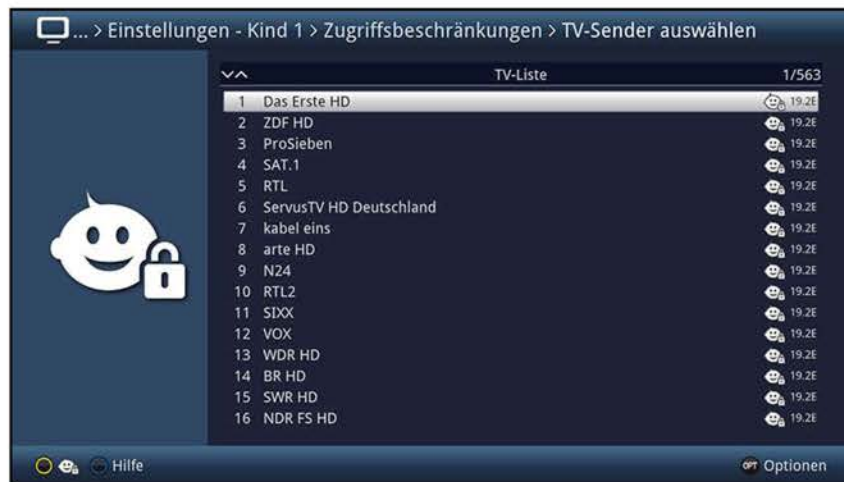 ... > Einstellungen - Kind 1 > Zugriffsbeschränkungen > TV-Sender auswählen
TV-Liste 1/563
1 Das Erste HD 19.2E
2 ZDF HD 19.2E
3 ProSieben 19.2E
4 SAT.1 19.2E
5 RTL 19.2E
6 ServusTV HD Deutschland 19.2E
7 kabel eins 19.2E
8 arte HD 19.2E
9 N24 19.2E
10 RTL2 19.2E
11 SIXX 19.2E
12 VOX 19.2E
13 WDR HD 19.2E
14 BR HD 19.2E
15 SWR HD 19.2E
16 NDR FS HD 19.2E
Hilfe OPT Optionen